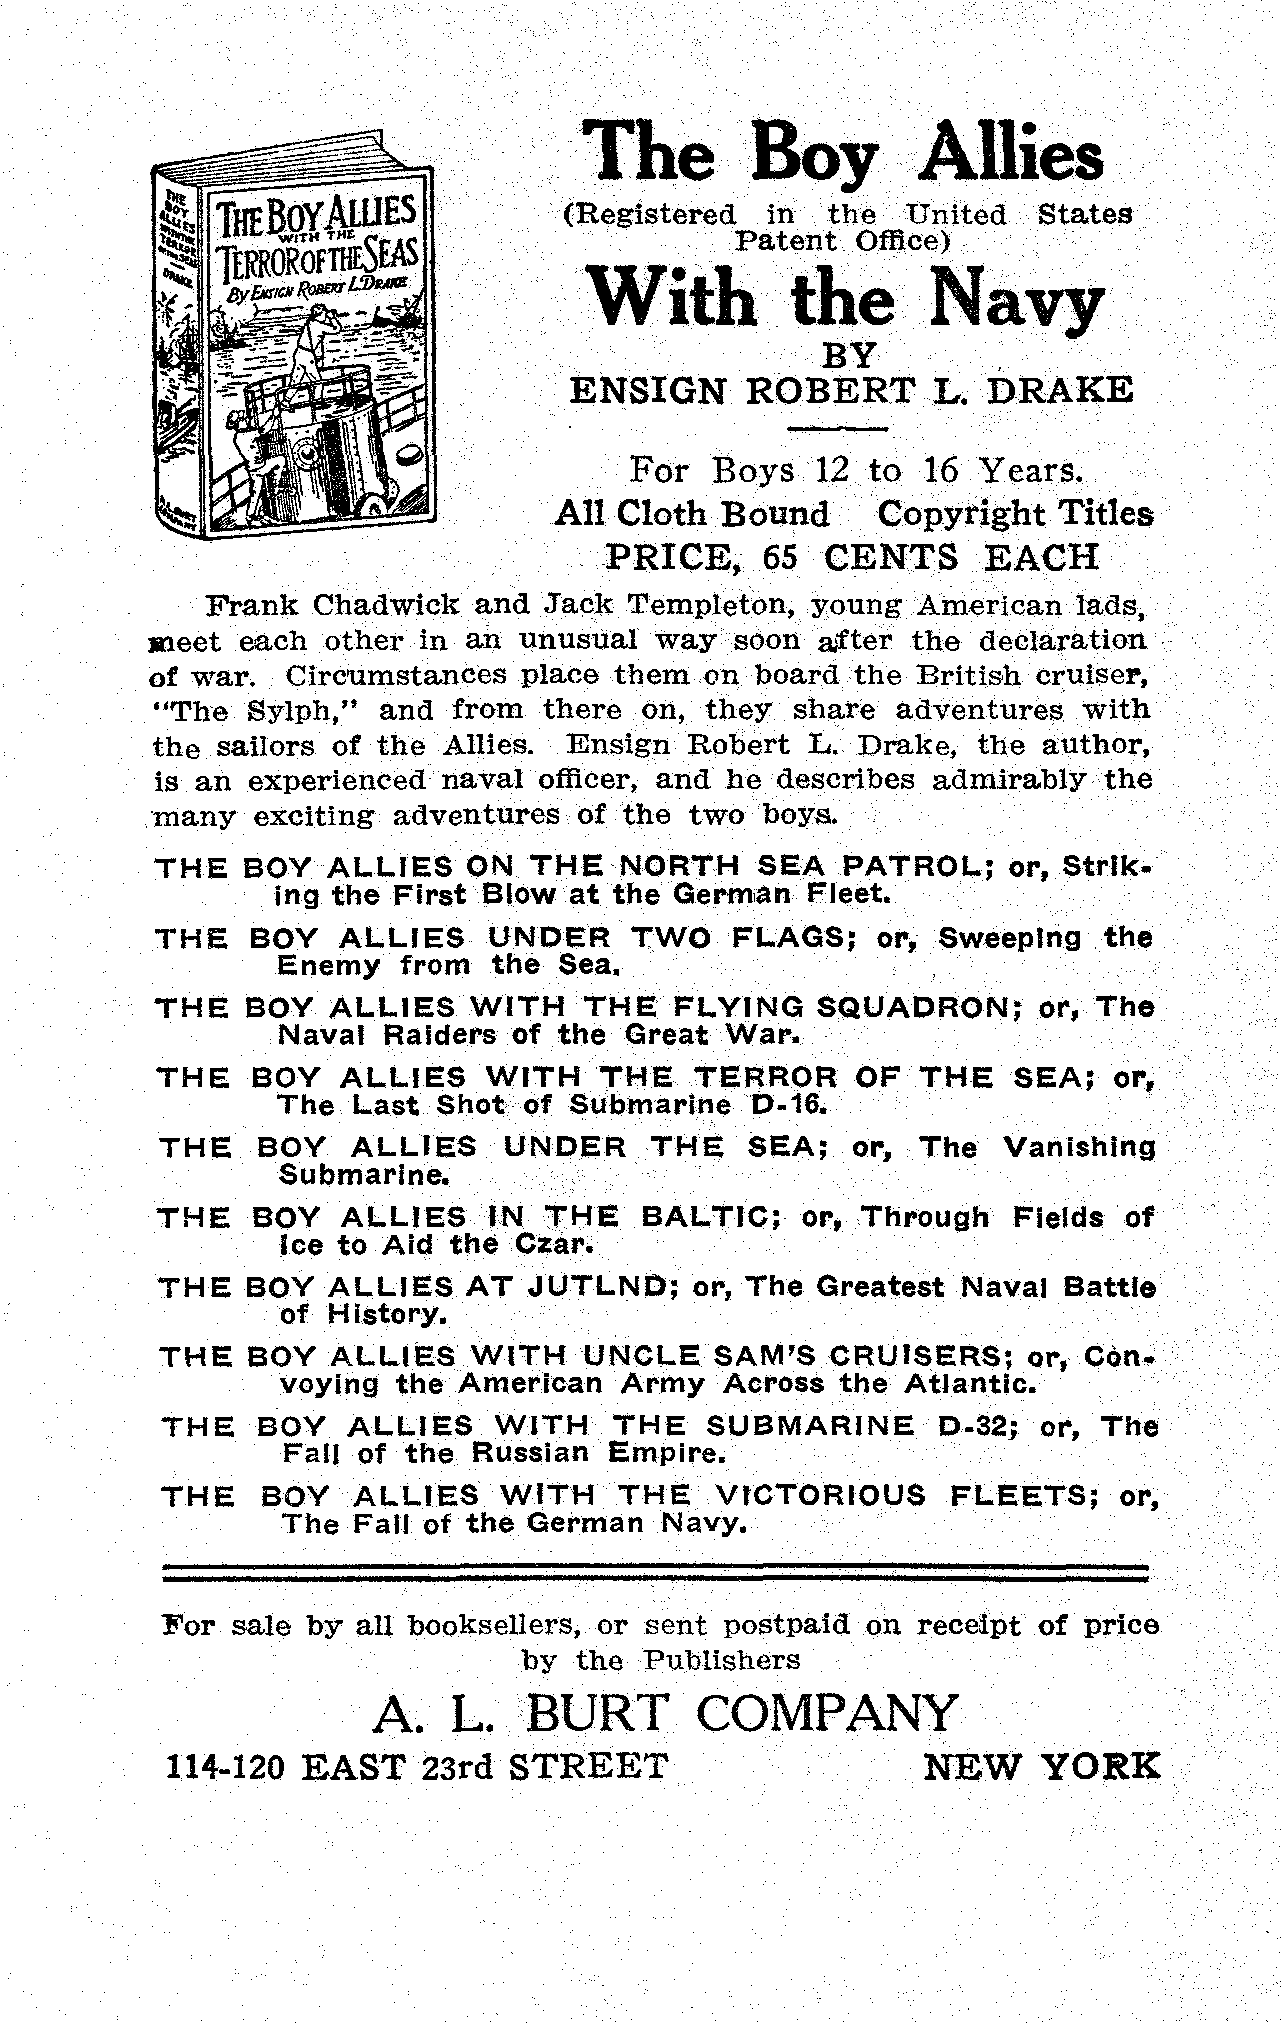 THE BOY ALLIES
WITH THE
TERROR OF THE SEAS
By ENSIGN ROBERT L. DRAKE
THE
BOY
ALLIES
DRAKE
The Boy Allies
(Registered in the United States
Patent Office)
With the Navy
BY
ENSIGN ROBERT L. DRAKE
For Boys 12 to 16 Years.
All Cloth Bound Copyright Titles
PRICE, 65 CENTS EACH
Frank Chadwick and Jack Templeton, young American lads,
meet each other in an unusual way soon after the declaration
of war. Circumstances place them on board the British cruiser,
"The Sylph," and from there on, they share adventures with
the sailors of the Allies. Ensign Robert L. Drake, the author,
is an experienced naval officer, and he describes admirably the
many exciting adventures of the two boys.
THE BOY ALLIES ON THE NORTH SEA PATROL; or, Strik-
ing the First Blow at the German Fleet.
THE BOY ALLIES UNDER TWO FLAGS; or, Sweeping the
Enemy from the Sea.
THE BOY ALLIES WITH THE FLYING SQUADRON; or, The
Naval Raiders of the Great War.
THE BOY ALLIES WITH THE TERROR OF THE SEA; or,
The Last Shot of Submarine D-16.
THE BOY ALLIES UNDER THE SEA; or, The Vanishing
Submarine.
THE BOY ALLIES IN THE BALTIC; or, Through Fields of
Ice to Aid the Czar.
THE BOY ALLIES AT JUTLND; or, The Greatest Naval Battle
of History.
THE BOY ALLIES WITH UNCLE SAM'S CRUISERS; or, Con-
voying the American Army Across the Atlantic.
THE BOY ALLIES WITH THE SUBMARINE D-32; or, The
Fall of the Russian Empire.
THE BOY ALLIES WITH THE VICTORIOUS FLEETS; or,
The Fall of the German Navy.
For sale by all booksellers, or sent postpaid on receipt of price
by the Publishers
A. L. BURT COMPANY
114-120 EAST 23rd STREET NEW YORK